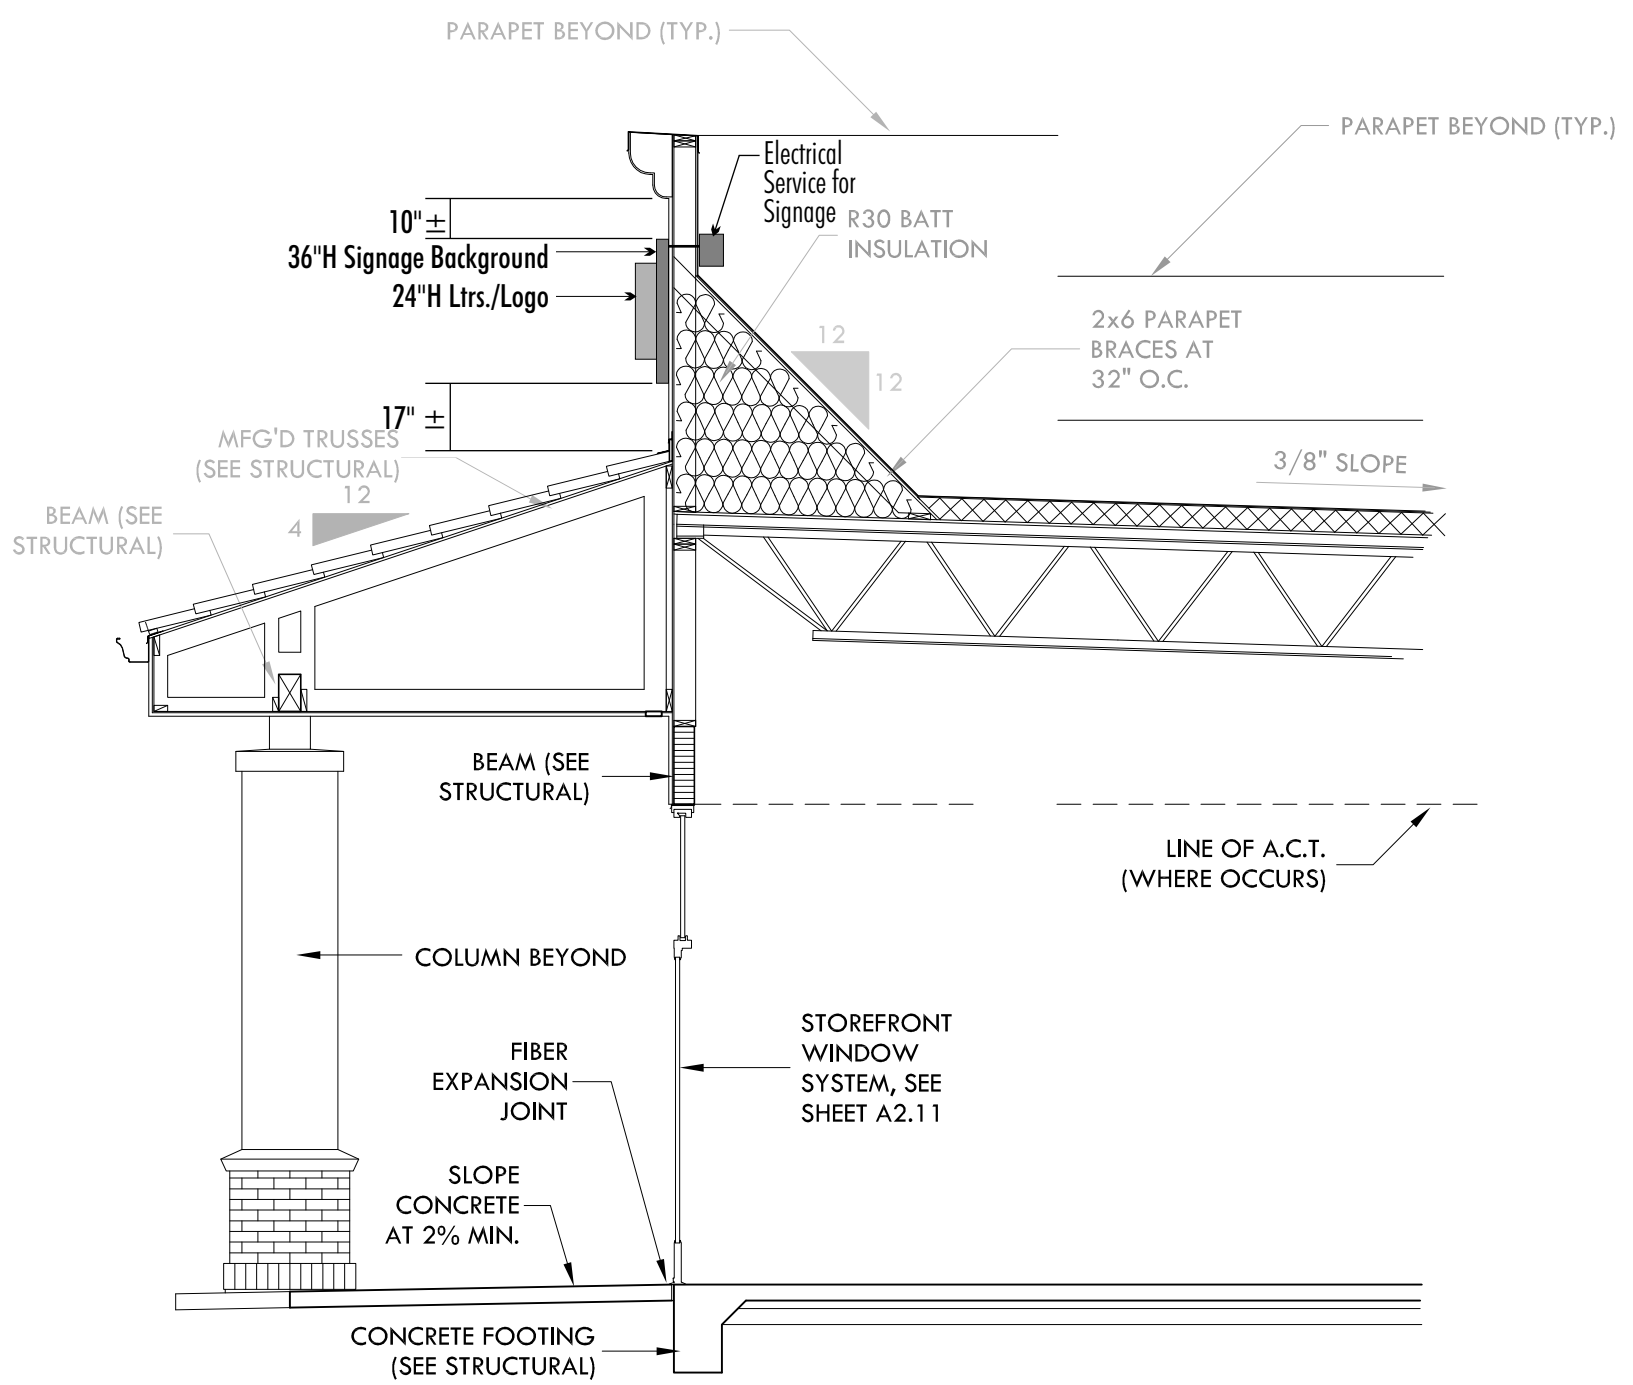 PARAPET BEYOND (TYP.)
PARAPET BEYOND (TYP.)
Electrical
Service for
Signage
R30 BATT
INSULATION
10" ±
36"H Signage Background
24"H Ltrs./Logo
2x6 PARAPET
BRACES AT
32" O.C.
12
12
17" ±
MFG'D TRUSSES
(SEE STRUCTURAL)
3/8" SLOPE
12
4
BEAM (SEE
STRUCTURAL)
BEAM (SEE
STRUCTURAL)
LINE OF A.C.T.
(WHERE OCCURS)
COLUMN BEYOND
STOREFRONT
WINDOW
SYSTEM, SEE
SHEET A2.11
FIBER
EXPANSION
JOINT
SLOPE
CONCRETE
AT 2% MIN.
CONCRETE FOOTING
(SEE STRUCTURAL)